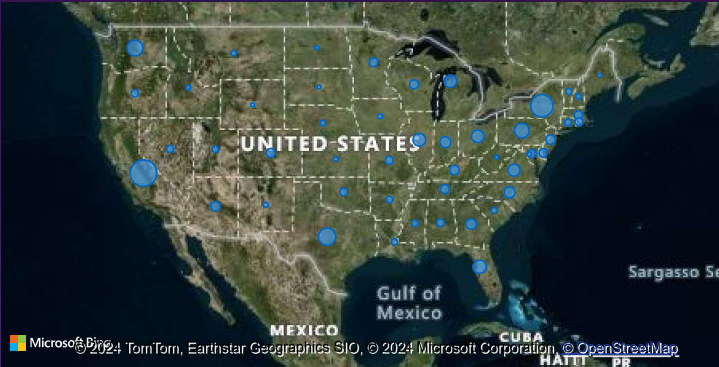 UNITED STATES
Sargasso Se
Gulf of
Mexico
MEXICO
CUBA
HAITI
PR
Microsoft Bing
© 2024 TomTom, Earthstar Geographics SIO, © 2024 Microsoft Corporation, © OpenStreetMap